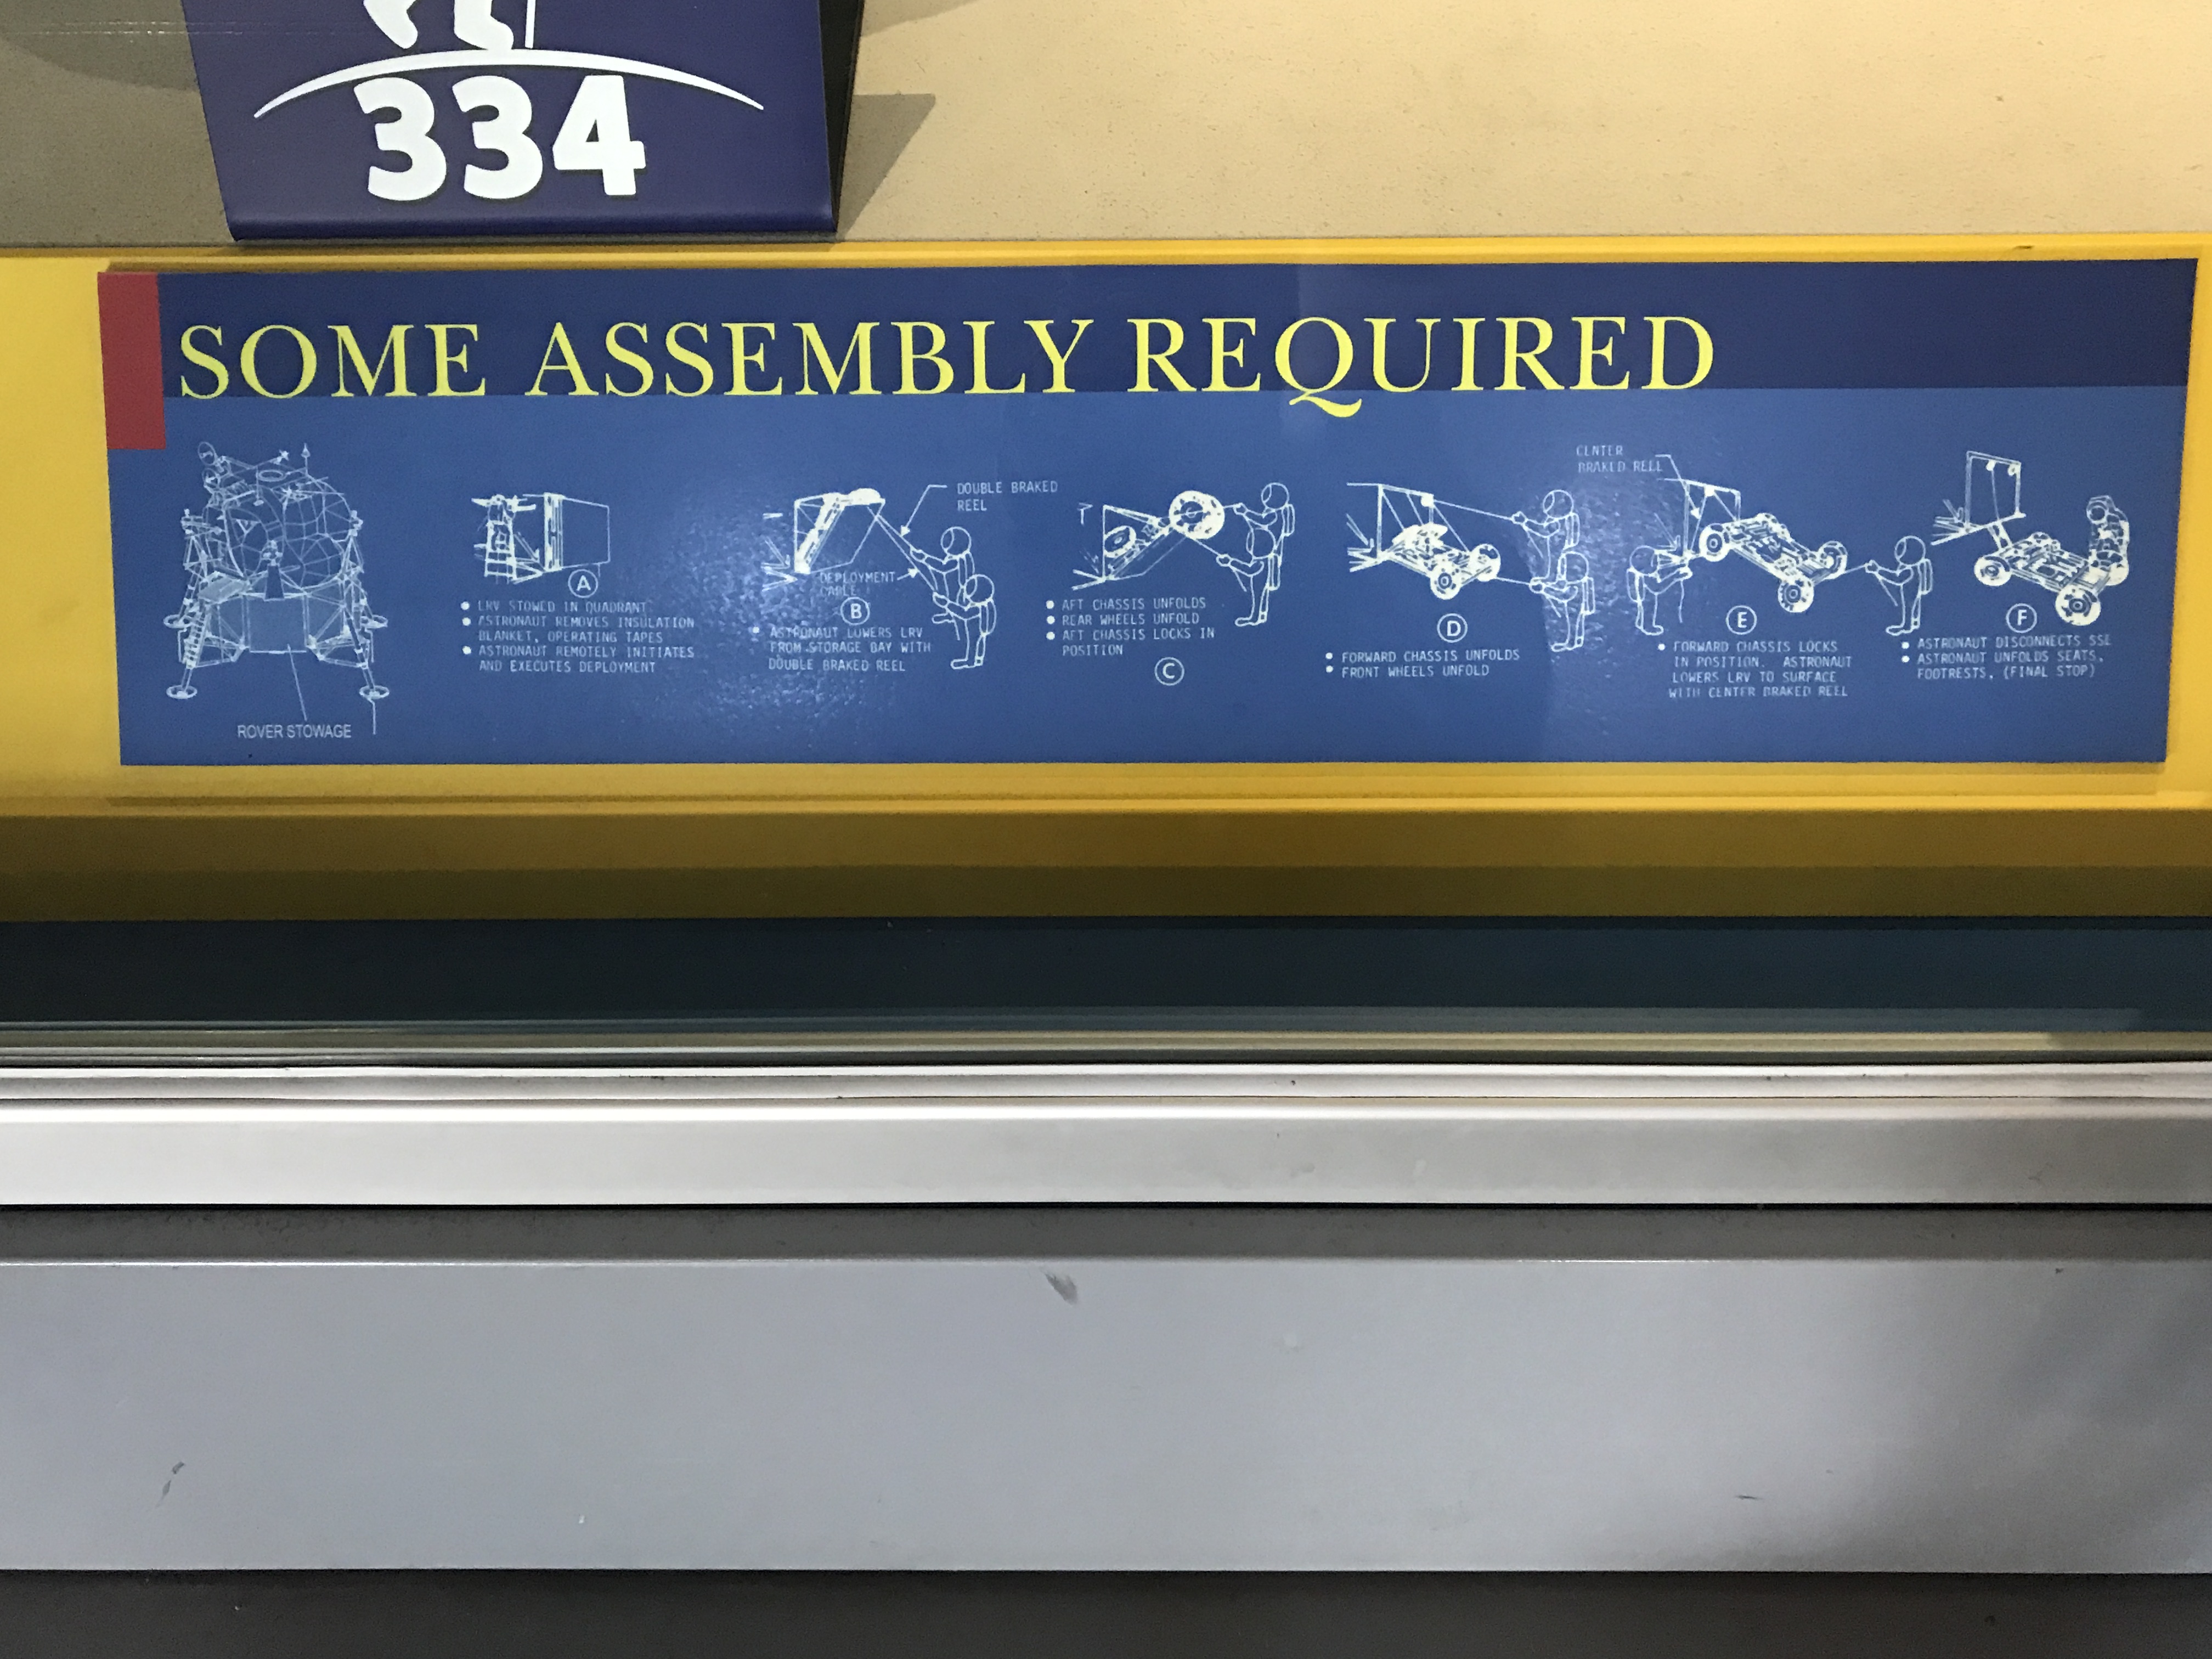 334
SOME ASSEMBLY REQUIRED
ROVER STOWAGE
A
• LRV STOWED IN QUADRANT
• ASTRONAUT REMOVES INSULATION
BLANKET, OPERATING TAPES
• ASTRONAUT REMOTELY INITIATES
AND EXECUTES DEPLOYMENT
DOUBLE BRAKED
REEL
DEPLOYMENT
CABLE
B
• ASTRONAUT LOWERS LRV
FROM STORAGE BAY WITH
DOUBLE BRAKED REEL
• AFT CHASSIS UNFOLDS
• REAR WHEELS UNFOLD
• AFT CHASSIS LOCKS IN
POSITION
C
D
• FORWARD CHASSIS UNFOLDS
• FRONT WHEELS UNFOLD
CENTER
BRAKED REEL
E
• FORWARD CHASSIS LOCKS
IN POSITION. ASTRONAUT
LOWERS LRV TO SURFACE
WITH CENTER BRAKED REEL
F
• ASTRONAUT DISCONNECTS SSE
• ASTRONAUT UNFOLDS SEATS,
FOOTRESTS, (FINAL STOP)